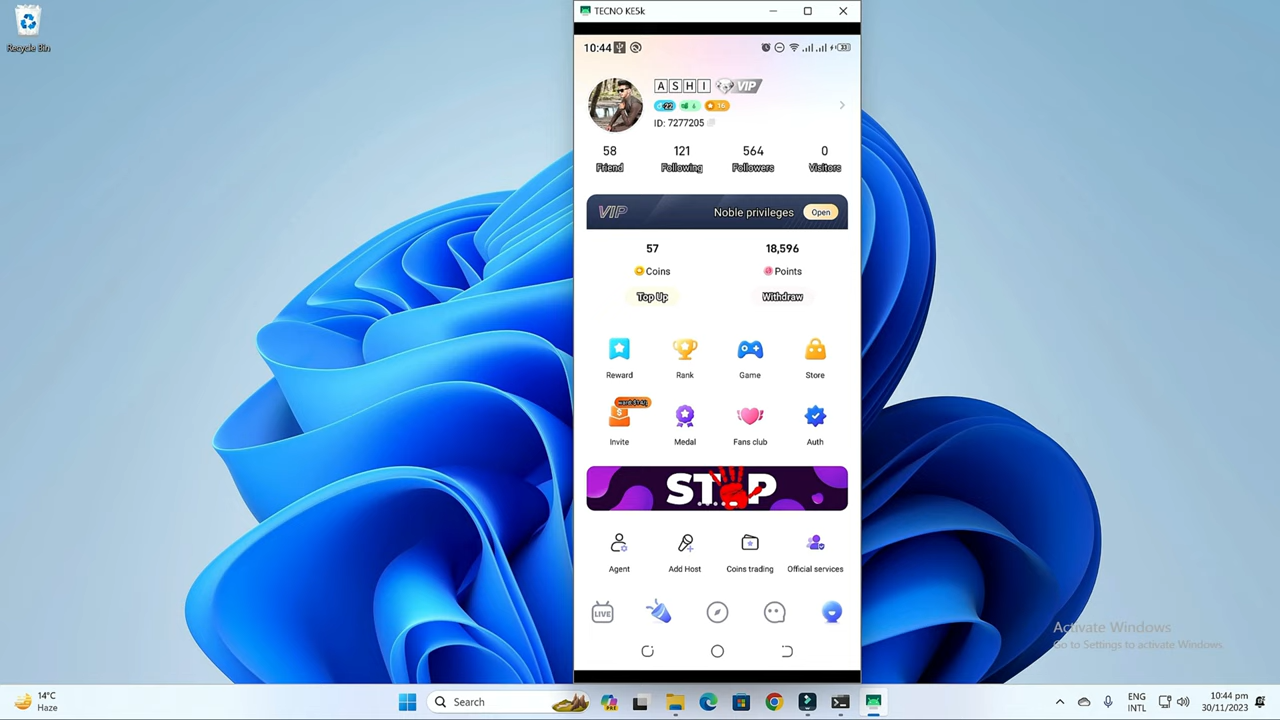 TECNO KE5k
Recycle Bin
10:44
ASHI VIP
22 16
ID: 7277205
58 121 564 0
Friend Following Followers Visitors
VIP Noble privileges Open
57 18,596
Coins Points
Top Up Withdraw
Reward Rank Game Store
Invite Medal Fans club Auth
STOP
Agent Add Host Coins trading Official services
LIVE
Activate Windows
Go to Settings to activate Windows.
14°C
Haze
Search
PRE
ENG
INTL
10:44 pm
30/11/2023